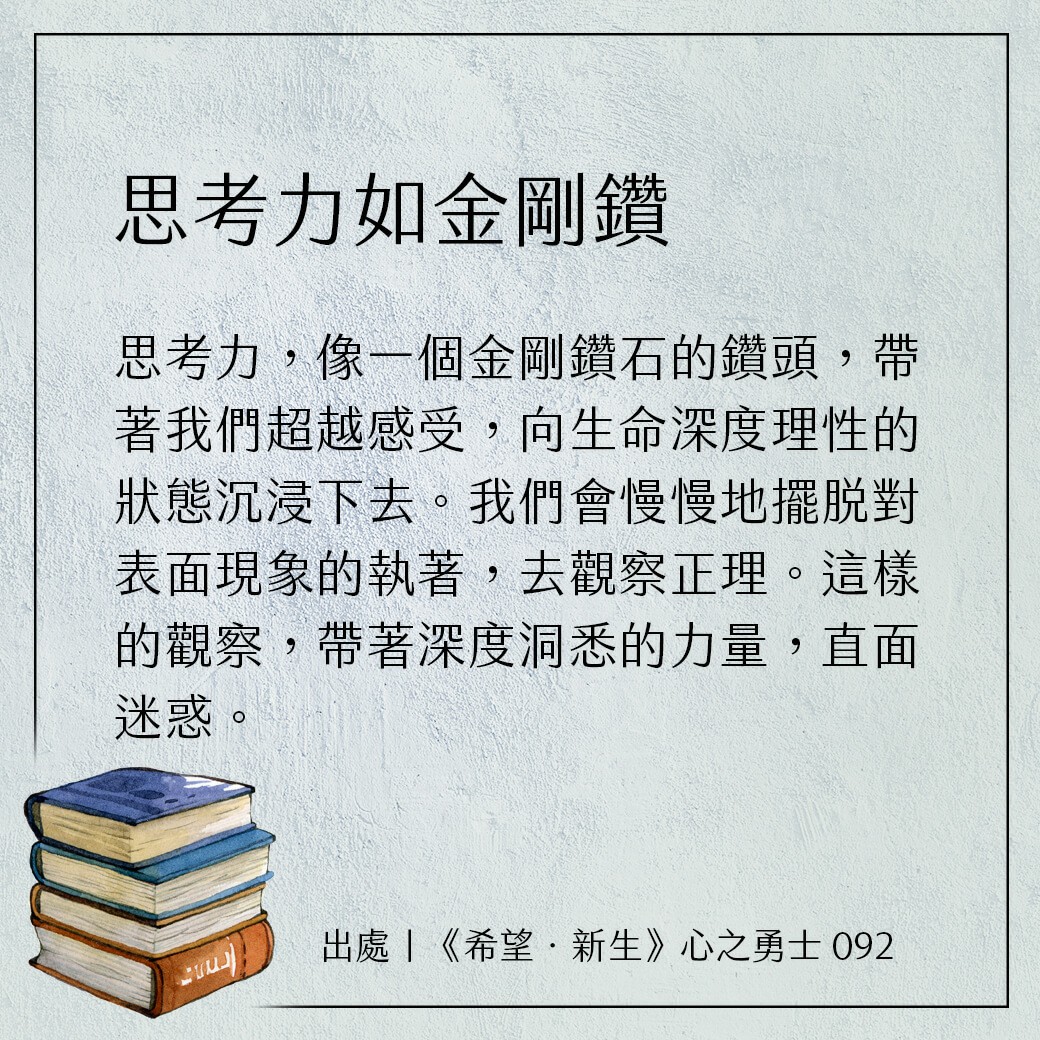 思考力如金剛鑽
思考力，像一個金剛鑽石的鑽頭，帶
著我們超越感受，向生命深度理性的
狀態沉浸下去。我們會慢慢地擺脫對
表面現象的執著，去觀察正理。這樣
的觀察，帶著深度洞悉的力量，直面
迷惑。
出處｜《希望．新生》心之勇士 092